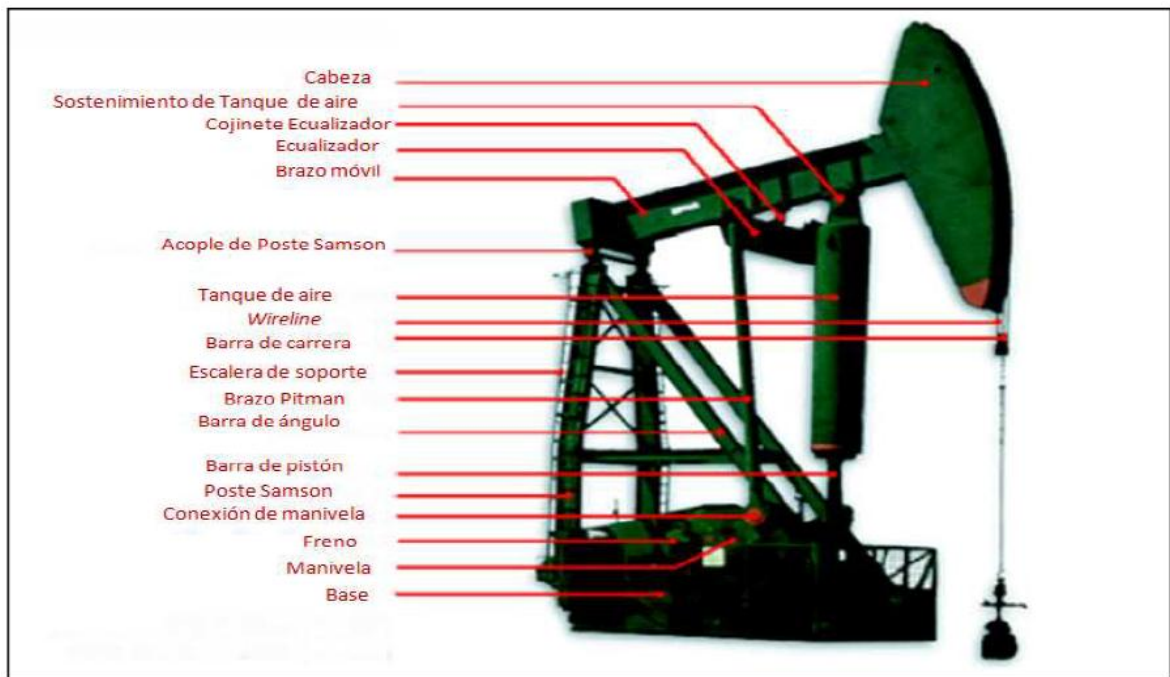 Cabeza
Sostenimiento de Tanque de aire
Cojinete Ecualizador
Ecualizador
Brazo móvil
Acople de Poste Samson
Tanque de aire
Wireline
Barra de carrera
Escalera de soporte
Brazo Pitman
Barra de ángulo
Barra de pistón
Poste Samson
Conexión de manivela
Freno
Manivela
Base